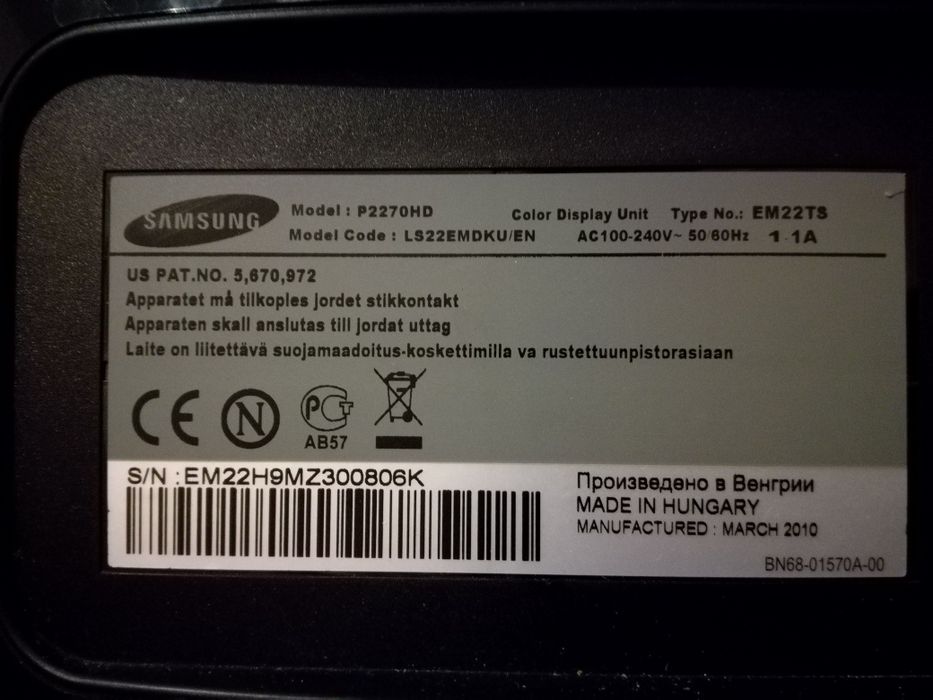 SAMSUNG
Model : P2270HD Color Display Unit Type No.: EM22TS
Model Code : LS22EMDKU/EN AC100-240V~ 50/60Hz 1.1A
US PAT.NO. 5,670,972
Apparatet må tilkoples jordet stikkontakt
Apparaten skall anslutas till jordat uttag
Laite on liitettävä suojamaadoitus-koskettimilla va rustettuunpistorasiaan
CE N PCT
AB57
S/N :EM22H9MZ300806K
Произведено в Венгрии
MADE IN HUNGARY
MANUFACTURED : MARCH 2010
BN68-01570A-00